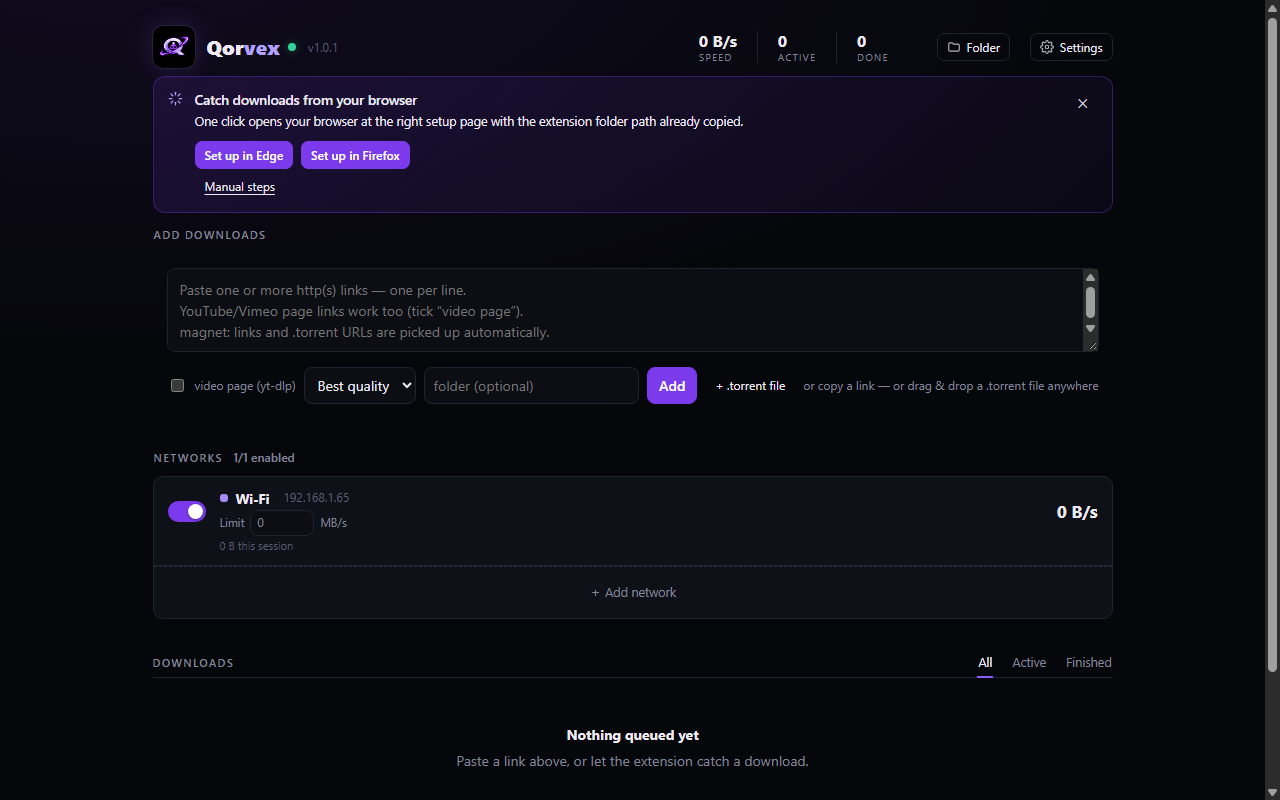 Qorvex v1.0.1
0 B/s SPEED
0 ACTIVE
0 DONE
Folder
Settings
Catch downloads from your browser
One click opens your browser at the right setup page with the extension folder path already copied.
Set up in Edge
Set up in Firefox
Manual steps
ADD DOWNLOADS
Paste one or more http(s) links — one per line.
YouTube/Vimeo page links work too (tick “video page”).
magnet: links and .torrent URLs are picked up automatically.
video page (yt-dlp)
Best quality
folder (optional)
Add
+ .torrent file
or copy a link — or drag & drop a .torrent file anywhere
NETWORKS 1/1 enabled
Wi-Fi 192.168.1.65
Limit 0 MB/s
0 B this session
0 B/s
+ Add network
DOWNLOADS
All
Active
Finished
Nothing queued yet
Paste a link above, or let the extension catch a download.